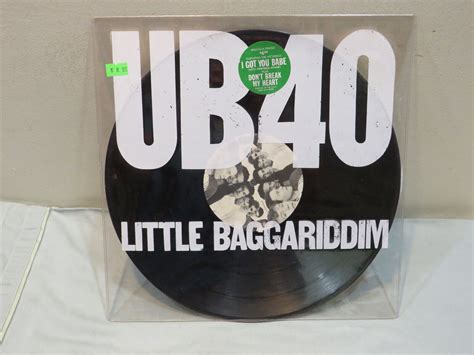 UB40
I GOT YOU BABE
DON'T BREAK
MY HEART
LITTLE BAGGARIDDIM